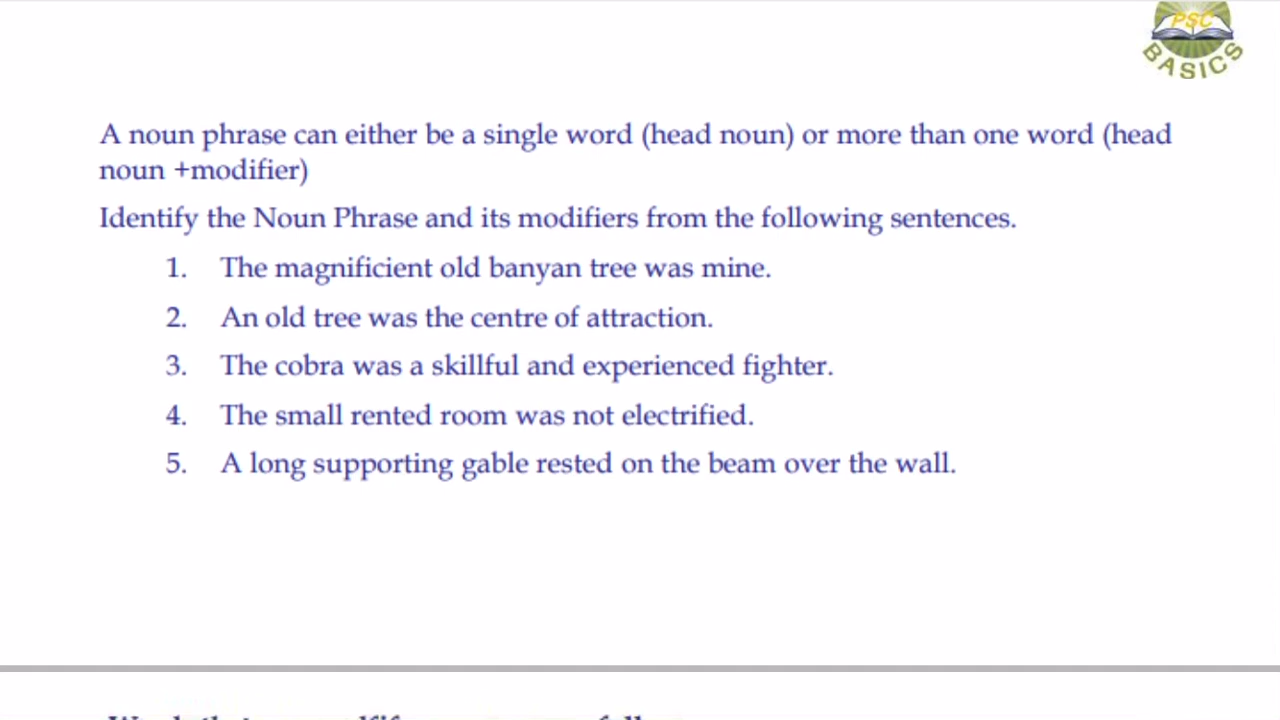 PSC
BASICS
A noun phrase can either be a single word (head noun) or more than one word (head
noun +modifier)
Identify the Noun Phrase and its modifiers from the following sentences.
1. The magnificient old banyan tree was mine.
2. An old tree was the centre of attraction.
3. The cobra was a skillful and experienced fighter.
4. The small rented room was not electrified.
5. A long supporting gable rested on the beam over the wall.